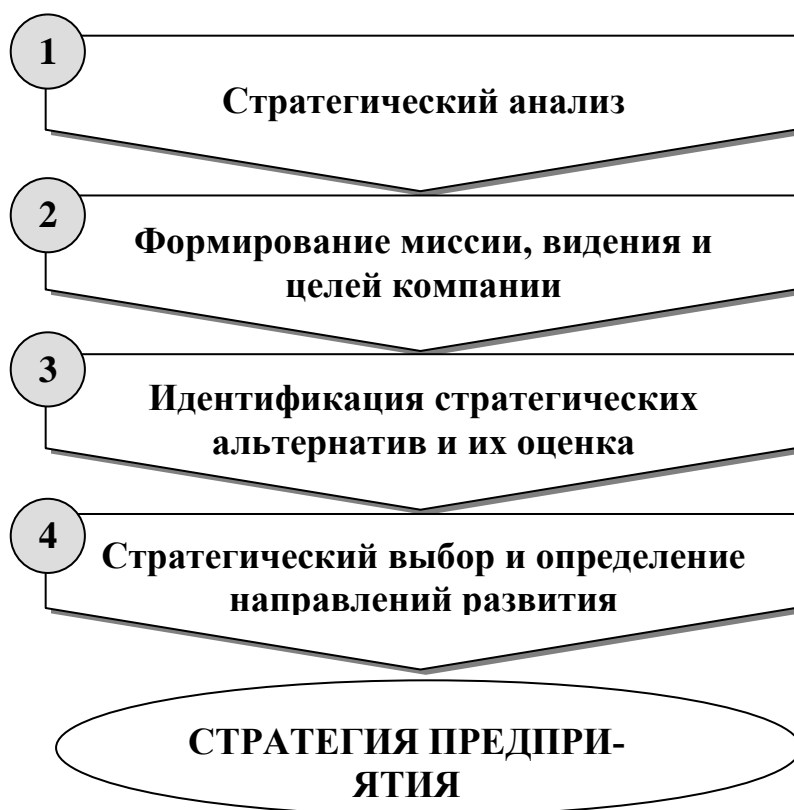 1
Стратегический анализ
2
Формирование миссии, видения и
целей компании
3
Идентификация стратегических
альтернатив и их оценка
4
Стратегический выбор и определение
направлений развития
СТРАТЕГИЯ ПРЕДПРИ-
ЯТИЯ